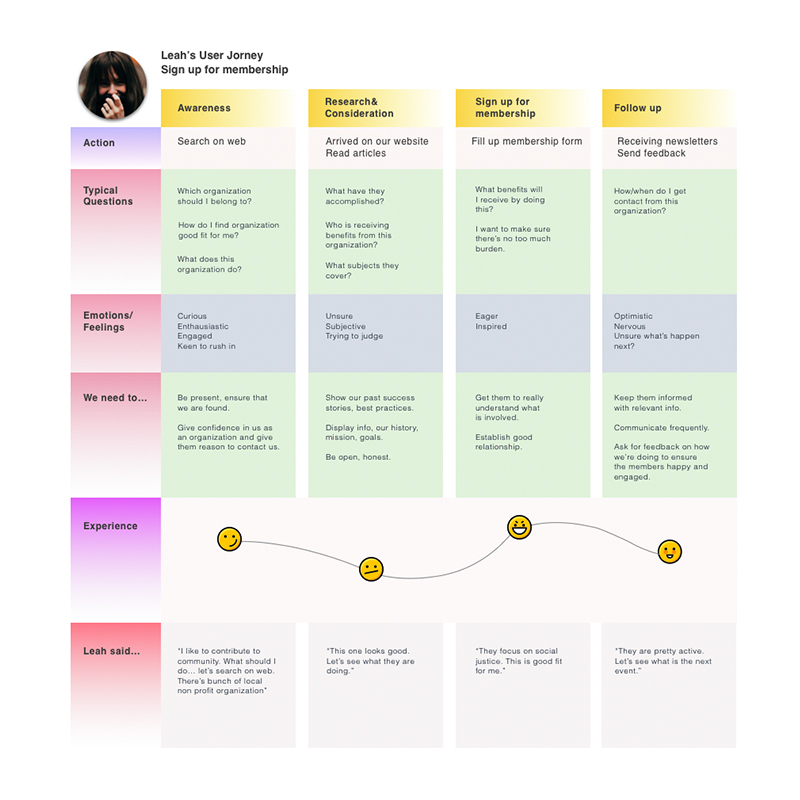 Leah's User Jorney
Sign up for membership
Awareness
Research&
Consideration
Sign up for
membership
Follow up
Action
Search on web
Arrived on our website
Read articles
Fill up membership form
Receiving newsletters
Send feedback
Typical
Questions
Which organization
should I belong to?
How do I find organization
good fit for me?
What does this
organization do?
What have they
accomplished?
Who is receiving
benefits from this
organization?
What subjects they
cover?
What benefits will
I receive by doing
this?
I want to make sure
there's no too much
burden.
How/when do I get
contact from this
organization?
Emotions/
Feelings
Curious
Enthausiastic
Engaged
Keen to rush in
Unsure
Subjective
Trying to judge
Eager
Inspired
Optimistic
Nervous
Unsure what's happen
next?
We need to...
Be present, ensure that
we are found.
Give confidence in us as
an organization and give
them reason to contact us.
Show our past success
stories, best practices.
Display info, our history,
mission, goals.
Be open, honest.
Get them to really
understand what
is involved.
Establish good
relationship.
Keep them informed
with relevant info.
Communicate frequently.
Ask for feedback on how
we're doing to ensure
the members happy and
engaged.
Experience
Leah said...
"I like to contribute to
community. What should I
do... let's search on web.
There's bunch of local
non profit organization"
"This one looks good.
Let's see what they are
doing."
"They focus on social
justice. This is good fit
for me."
"They are pretty active.
Let's see what is the next
event."